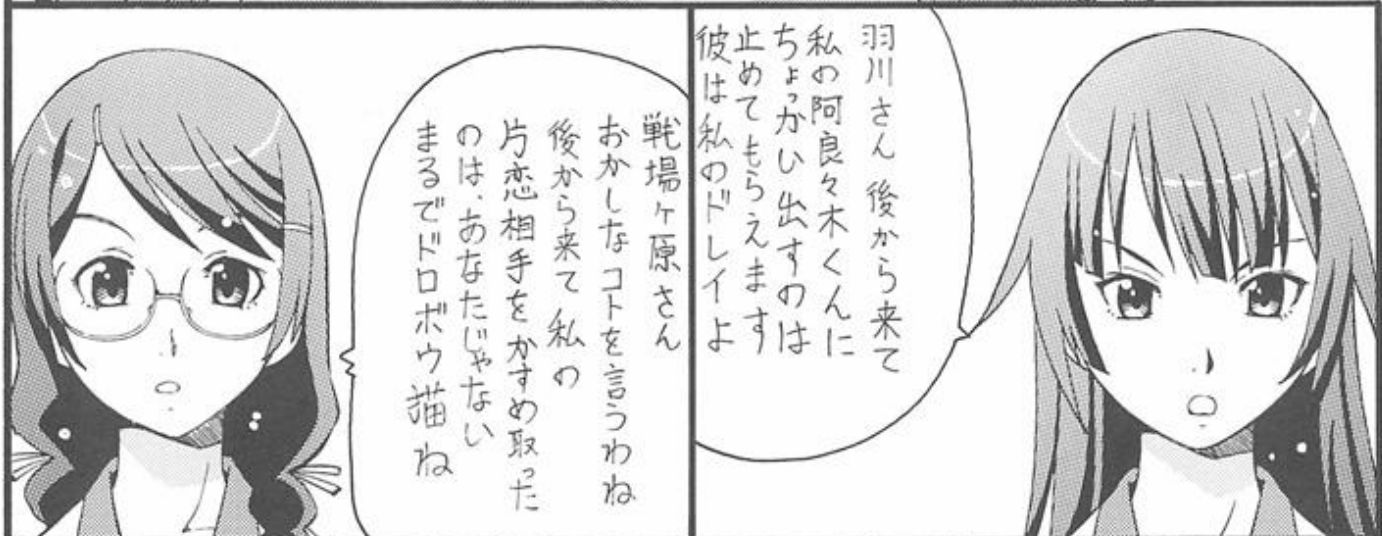 羽川さん 後から来て
私の阿良々木くんに
ちょっかい出すのは
止めてもらえます
彼は私のドレイよ
戦場ヶ原さん
おかしなコトを言うわね
後から来て 私の
片恋相手をかすめ取った
のは、あなたじゃない
まるでドロボウ猫ね